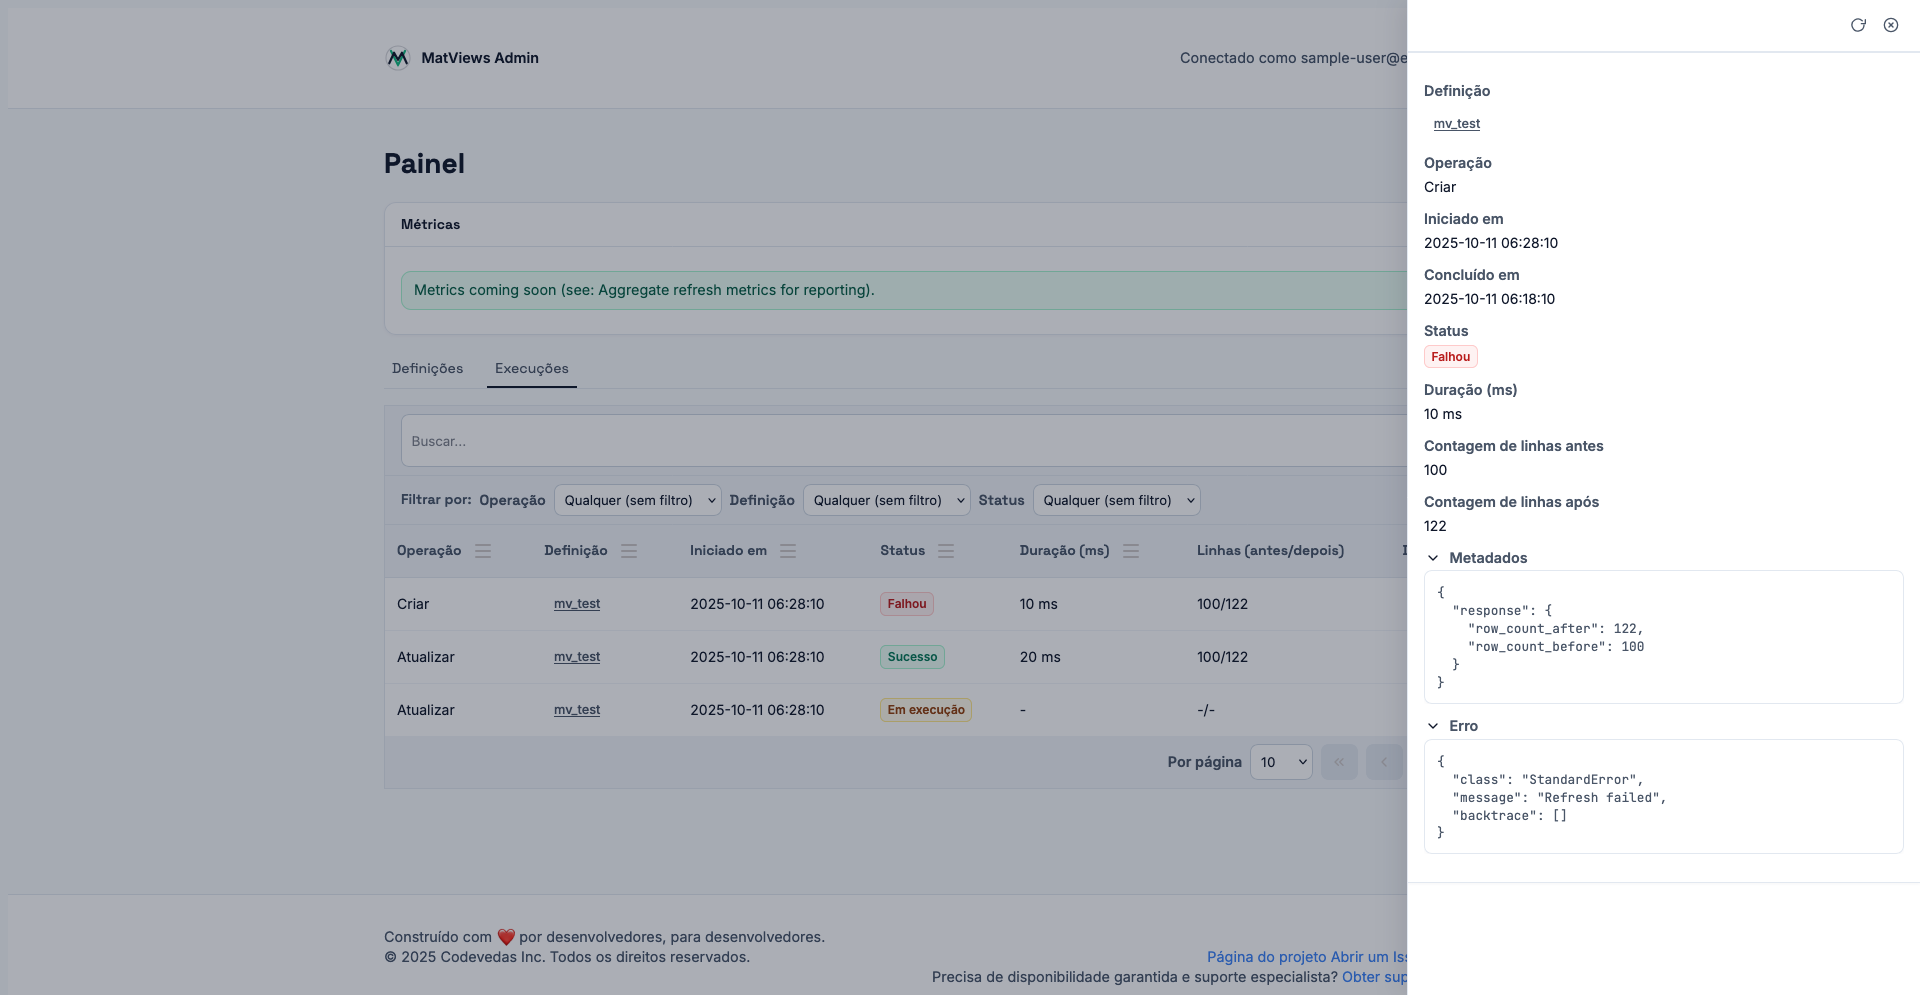 MatViews Admin
Conectado como sample-user@e
Painel
Métricas
Metrics coming soon (see: Aggregate refresh metrics for reporting).
Definições Execuções
Buscar...
Filtrar por: Operação Qualquer (sem filtro) Definição Qualquer (sem filtro) Status Qualquer (sem filtro)
Operação Definição Iniciado em Status Duração (ms) Linhas (antes/depois)
Criar mv_test 2025-10-11 06:28:10 Falhou 10 ms 100/122
Atualizar mv_test 2025-10-11 06:28:10 Sucesso 20 ms 100/122
Atualizar mv_test 2025-10-11 06:28:10 Em execução - -/-
Por página 10 « ‹
Construído com ❤️ por desenvolvedores, para desenvolvedores.
© 2025 Codevedas Inc. Todos os direitos reservados.
Página do projeto Abrir um Iss
Precisa de disponibilidade garantida e suporte especialista? Obter sup
Definição
mv_test
Operação
Criar
Iniciado em
2025-10-11 06:28:10
Concluído em
2025-10-11 06:18:10
Status
Falhou
Duração (ms)
10 ms
Contagem de linhas antes
100
Contagem de linhas após
122
Metadados
{
"response": {
"row_count_after": 122,
"row_count_before": 100
}
}
Erro
{
"class": "StandardError",
"message": "Refresh failed",
"backtrace": []
}